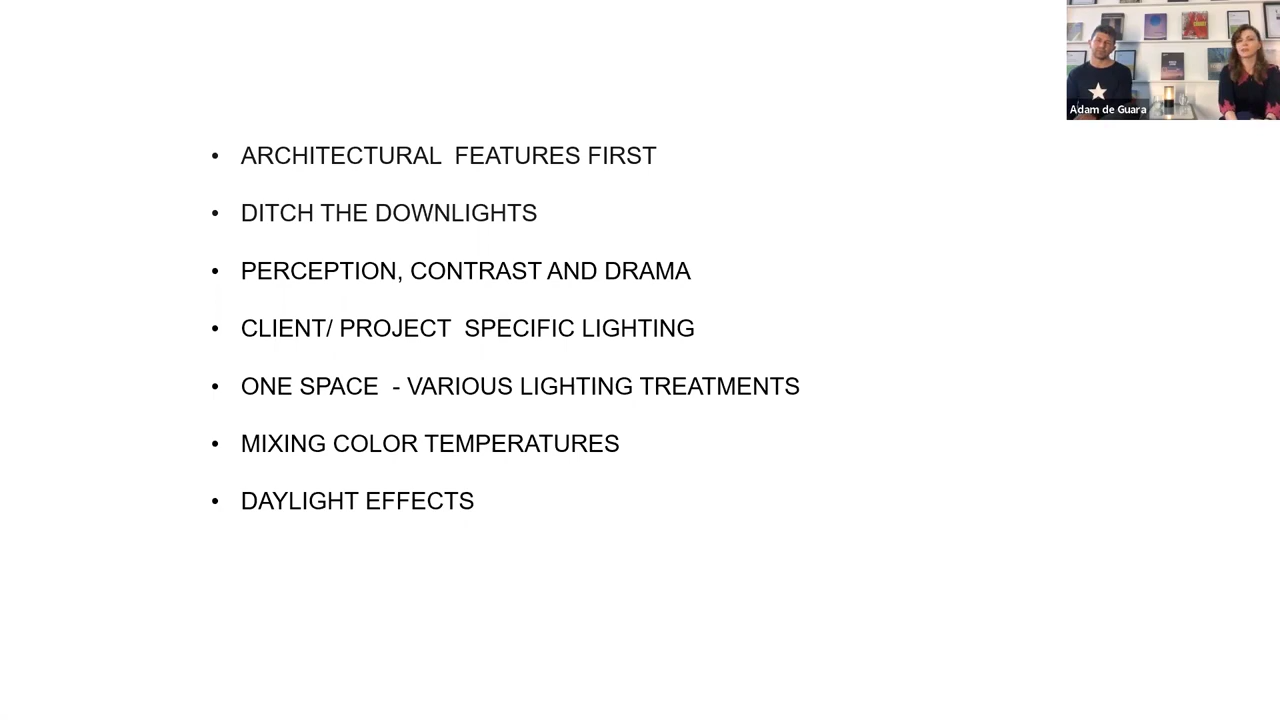 • ARCHITECTURAL  FEATURES FIRST
• DITCH THE DOWNLIGHTS
• PERCEPTION, CONTRAST AND DRAMA
• CLIENT/ PROJECT  SPECIFIC LIGHTING
• ONE SPACE  - VARIOUS LIGHTING TREATMENTS
• MIXING COLOR TEMPERATURES
• DAYLIGHT EFFECTS
Adam de Guara